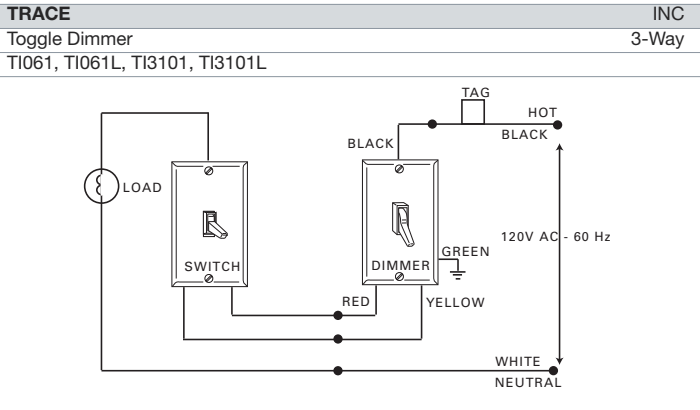 TRACE INC
Toggle Dimmer 3-Way
TI061, TI061L, TI3101, TI3101L
TAG
HOT
BLACK
BLACK
LOAD
120V AC - 60 Hz
GREEN
SWITCH
DIMMER
RED
YELLOW
WHITE
NEUTRAL